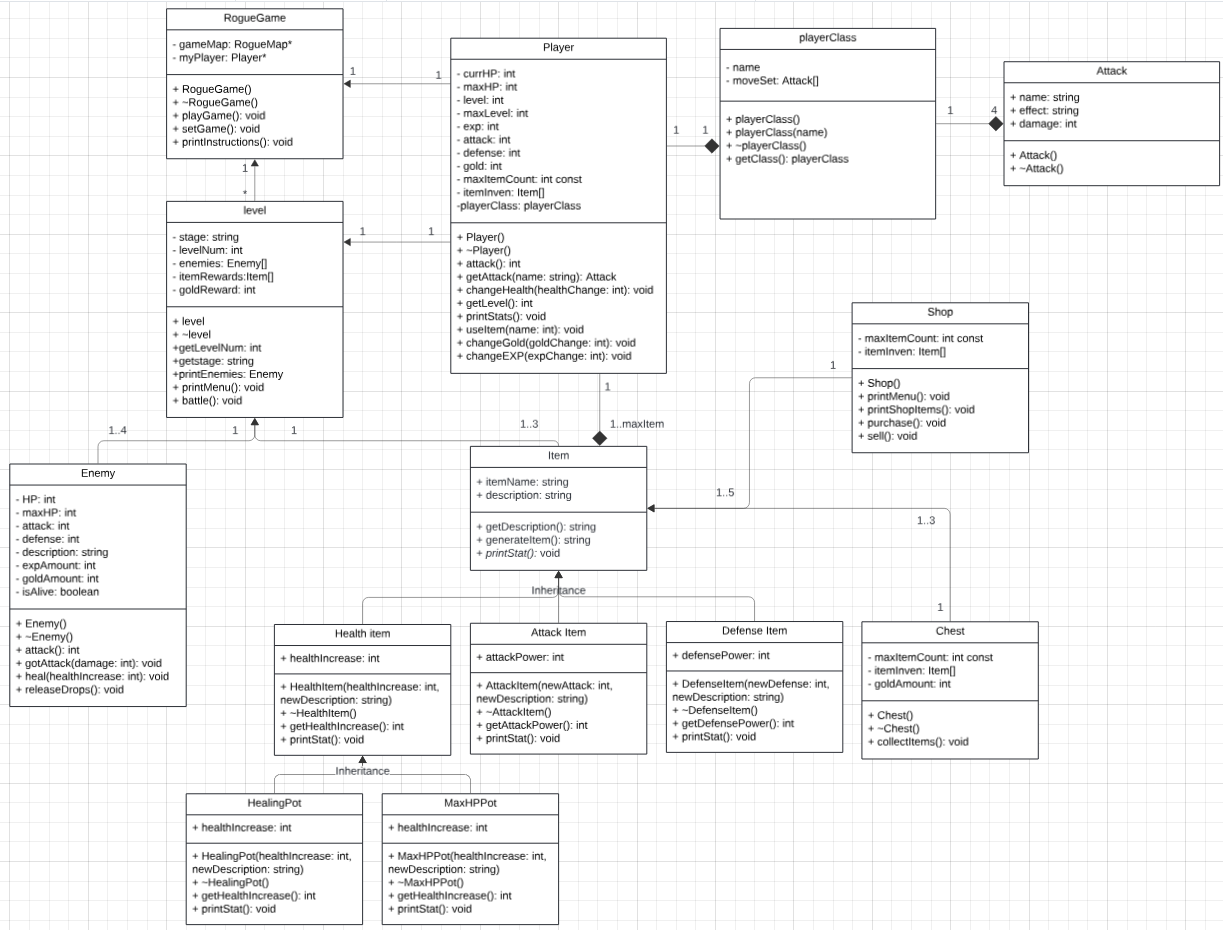 RogueGame
- gameMap: RogueMap*
- myPlayer: Player*
+ RogueGame()
+ ~RogueGame()
+ playGame(): void
+ setGame(): void
+ printInstructions(): void
1
1
1
*
level
- stage: string
- levelNum: int
- enemies: Enemy[]
- itemRewards:Item[]
- goldReward: int
+ level
+ ~level
+getLevelNum: int
+getstage: string
+printEnemies: Enemy
+ printMenu(): void
+ battle(): void
1
1
Player
- currHP: int
- maxHP: int
- level: int
- maxLevel: int
- exp: int
- attack: int
- defense: int
- gold: int
- maxItemCount: int const
- itemInven: Item[]
-playerClass: playerClass
+ Player()
+ ~Player()
+ attack(): int
+ getAttack(name: string): Attack
+ changeHealth(healthChange: int): void
+ getLevel(): int
+ printStats(): void
+ useItem(name: int): void
+ changeGold(goldChange: int): void
+ changeEXP(expChange: int): void
1
1
playerClass
- name
- moveSet: Attack[]
+ playerClass()
+ playerClass(name)
+ ~playerClass()
+ getClass(): playerClass
1
4
Attack
+ name: string
+ effect: string
+ damage: int
+ Attack()
+ ~Attack()
Shop
- maxItemCount: int const
- itemInven: Item[]
+ Shop()
+ printMenu(): void
+ printShopItems(): void
+ purchase(): void
+ sell(): void
1
1..5
1
1..maxItem
1..4
1
1
1..3
Enemy
- HP: int
- maxHP: int
- attack: int
- defense: int
- description: string
- expAmount: int
- goldAmount: int
- isAlive: boolean
+ Enemy()
+ ~Enemy()
+ attack(): int
+ gotAttack(damage: int): void
+ heal(healthIncrease: int): void
+ releaseDrops(): void
Item
+ itemName: string
+ description: string
+ getDescription(): string
+ generateItem(): string
+ printStat(): void
1..3
1
Inheritance
Health item
+ healthIncrease: int
+ HealthItem(healthIncrease: int,
newDescription: string)
+ ~HealthItem()
+ getHealthIncrease(): int
+ printStat(): void
Attack Item
+ attackPower: int
+ AttackItem(newAttack: int,
newDescription: string)
+ ~AttackItem()
+ getAttackPower(): int
+ printStat(): void
Defense Item
+ defensePower: int
+ DefenseItem(newDefense: int,
newDescription: string)
+ ~DefenseItem()
+ getDefensePower(): int
+ printStat(): void
Chest
- maxItemCount: int const
- itemInven: Item[]
- goldAmount: int
+ Chest()
+ ~Chest()
+ collectItems(): void
Inheritance
HealingPot
+ healthIncrease: int
+ HealingPot(healthIncrease: int,
newDescription: string)
+ ~HealingPot()
+ getHealthIncrease(): int
+ printStat(): void
MaxHPPot
+ healthIncrease: int
+ MaxHPPot(healthIncrease: int,
newDescription: string)
+ ~MaxHPPot()
+ getHealthIncrease(): int
+ printStat(): void